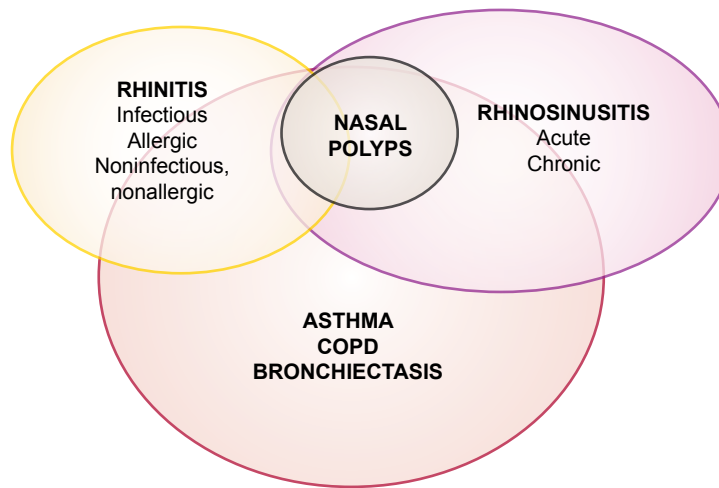 RHINITIS
Infectious
Allergic
Noninfectious,
nonallergic
NASAL
POLYPS
RHINOSINUSITIS
Acute
Chronic
ASTHMA
COPD
BRONCHIECTASIS